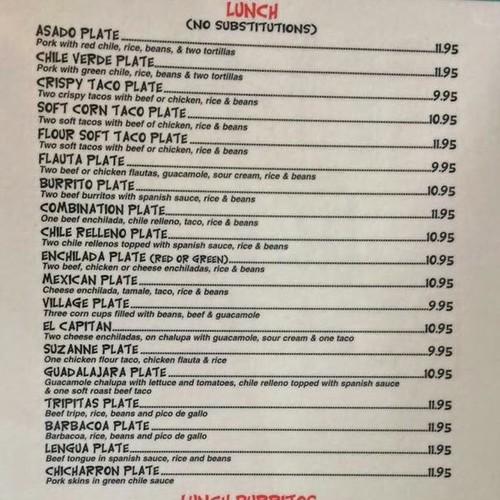 LUNCH
(NO SUBSTITUTIONS)
ASADO PLATE 11.95
Pork with red chile, rice, beans, & two tortillas
CHILE VERDE PLATE 11.95
Pork with green chile, rice, beans & two tortillas
CRISPY TACO PLATE 9.95
Two crispy tacos with beef or chicken, rice & beans
SOFT CORN TACO PLATE 10.95
Two soft tacos with beef of chicken, rice & beans
FLOUR SOFT TACO PLATE 11.95
Two soft tacos with beef or chicken, rice & beans
FLAUTA PLATE 9.95
Two beef or chicken flautas, guacamole, sour cream, rice & beans
BURRITO PLATE 10.95
Two beef burritos with spanish sauce, rice & beans
COMBINATION PLATE 11.95
One beef enchilada, chile relleno, taco, rice & beans
CHILE RELLENO PLATE 10.95
Two chile rellenos topped with spanish sauce, rice & beans
ENCHILADA PLATE (RED OR GREEN) 10.95
Two beef, chicken or cheese enchiladas, rice & beans
MEXICAN PLATE 10.95
Cheese enchilada, tamale, taco, rice & beans
VILLAGE PLATE 9.95
Three corn cups filled with beans, beef & guacamole
EL CAPITAN 10.95
Two cheese enchiladas, on chalupa with guacamole, sour cream & one taco
SUZANNE PLATE 9.95
One chicken flour taco, chicken flauta & rice
GUADALAJARA PLATE 10.95
Guacamole chalupa with lettuce and tomatoes, chile relleno topped with spanish sauce
& one soft roast beef taco
TRIPITAS PLATE 11.95
Beef tripe, rice, beans and pico de gallo
BARBACOA PLATE 11.95
Barbacoa, rice, beans and pico de gallo
LENGUA PLATE 11.95
Beef tongue in spanish sauce, rice and beans
CHICHARRON PLATE 11.95
Pork skins in green chile sauce
LUNCH BURRITOS